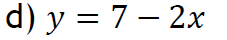 d) y = 7 − 2x